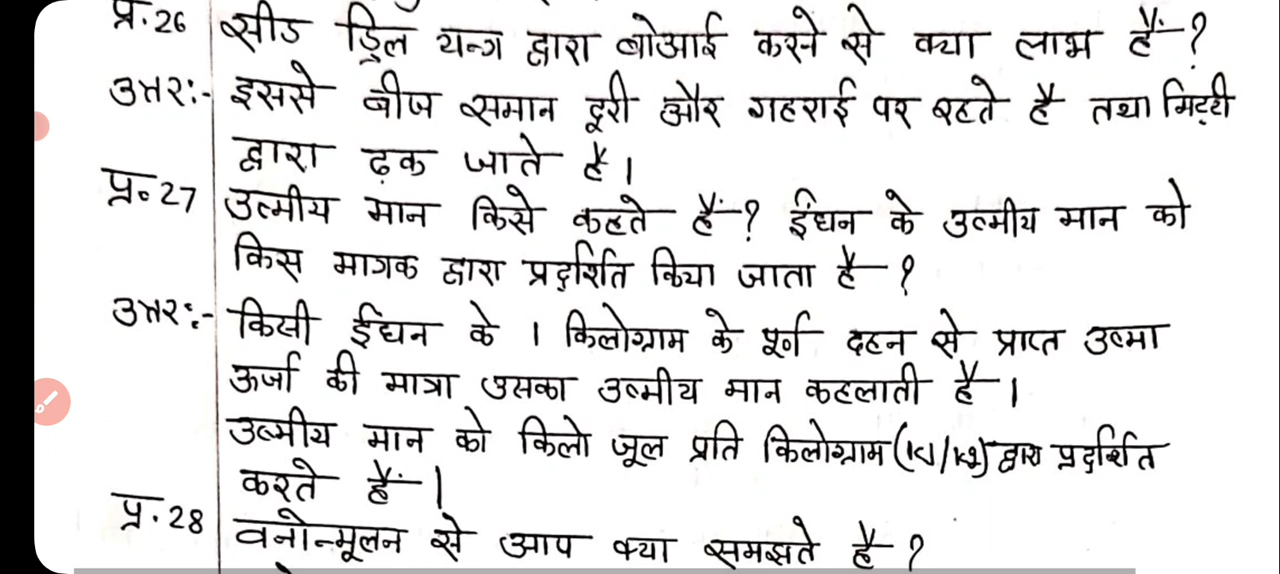 प्र.26 सीड ड्रिल यन्त्र द्वारा बोआई करने से क्या लाभ हैं?
उत्तर:- इससे बीज समान दूरी और गहराई पर रहते है तथा मिट्टी
द्वारा ढ़क जाते है।
प्र.27 उष्मीय मान किसे कहते हैं? ईंधन के उष्मीय मान को
किस मात्रक द्वारा प्रदर्शित किया जाता है?
उत्तर:- किसी ईंधन के 1 किलोग्राम के पूर्ण दहन से प्राप्त उष्मा
ऊर्जा की मात्रा उसका उष्मीय मान कहलाती है।
उष्मीय मान को किलो जूल प्रति किलोग्राम (KJ/kg) द्वारा प्रदर्शित
करते हैं।
प्र.28 वनोन्मूलन से आप क्या समझते है?